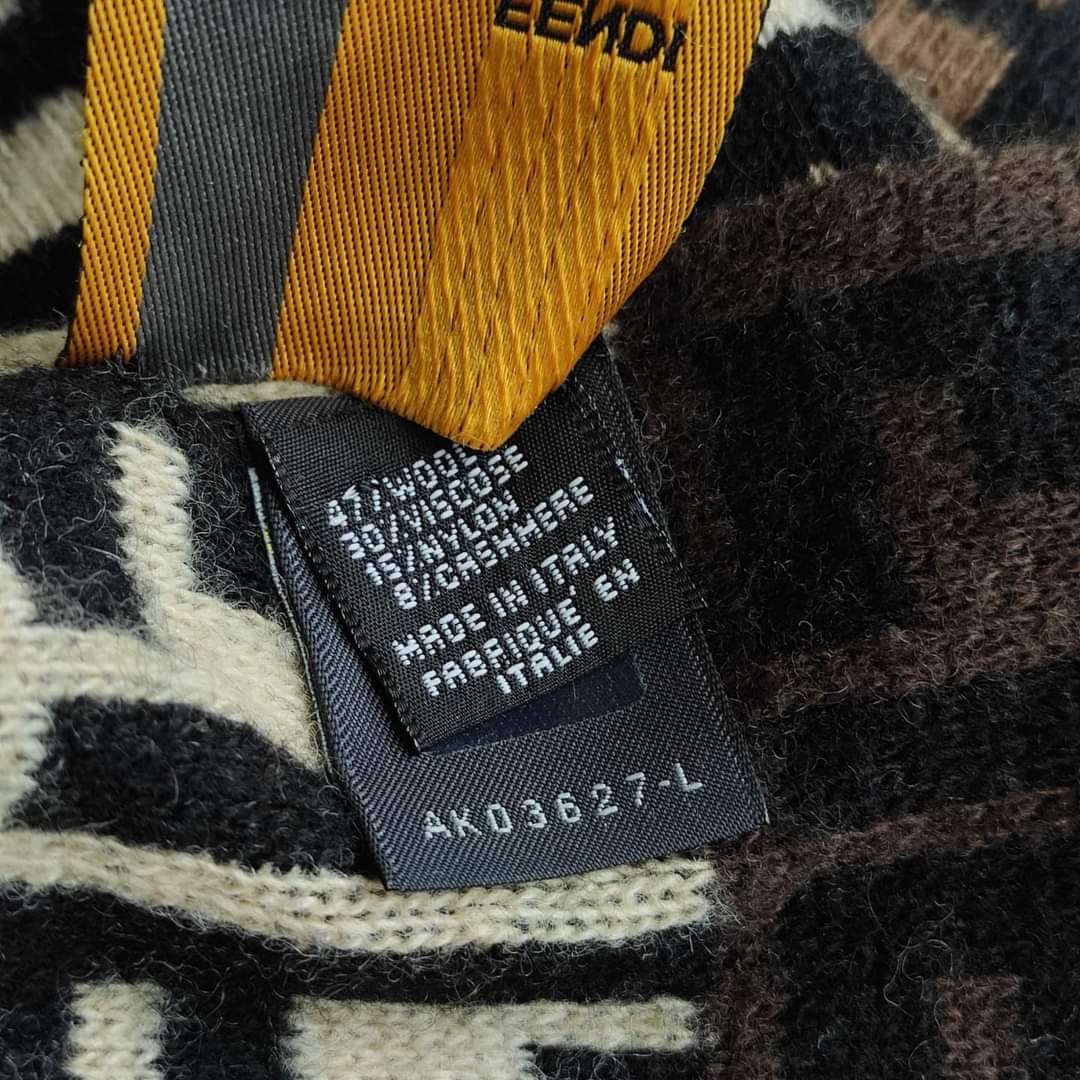 FENDI
47%WOOL
30%VISCOSE
15%NYLON
8%CASHMERE
MADE IN ITALY
FABRIQUE' EN
ITALIE
AK03627-L